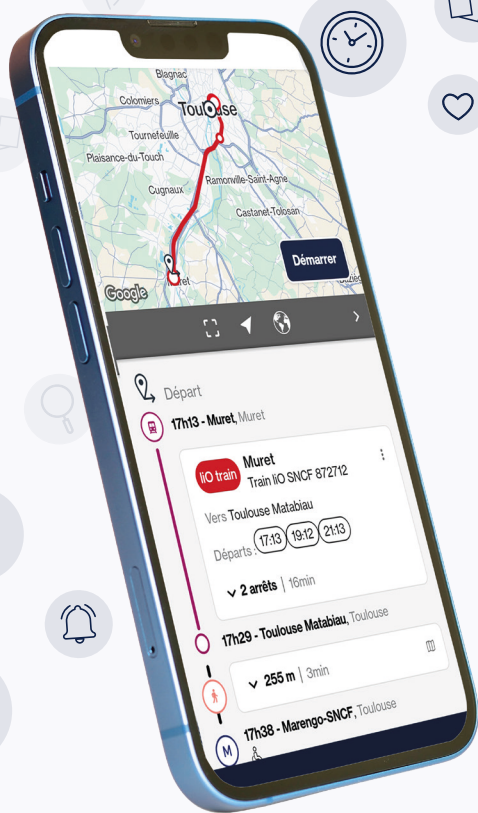 Blagnac
Colomiers
Toulouse
Tournefeuille
Plaisance-du-Touch
Ramonville-Saint-Agne
Cugnaux
Castanet-Tolosan
Démarrer
Muret
Google
Départ
17h13 - Muret, Muret
liO train
Muret
Train liO SNCF 872712
Vers Toulouse Matabiau
Départs : 17:13 19:12 21:13
2 arrêts | 16min
17h29 - Toulouse Matabiau, Toulouse
255 m | 3min
17h38 - Marengo-SNCF, Toulouse
M